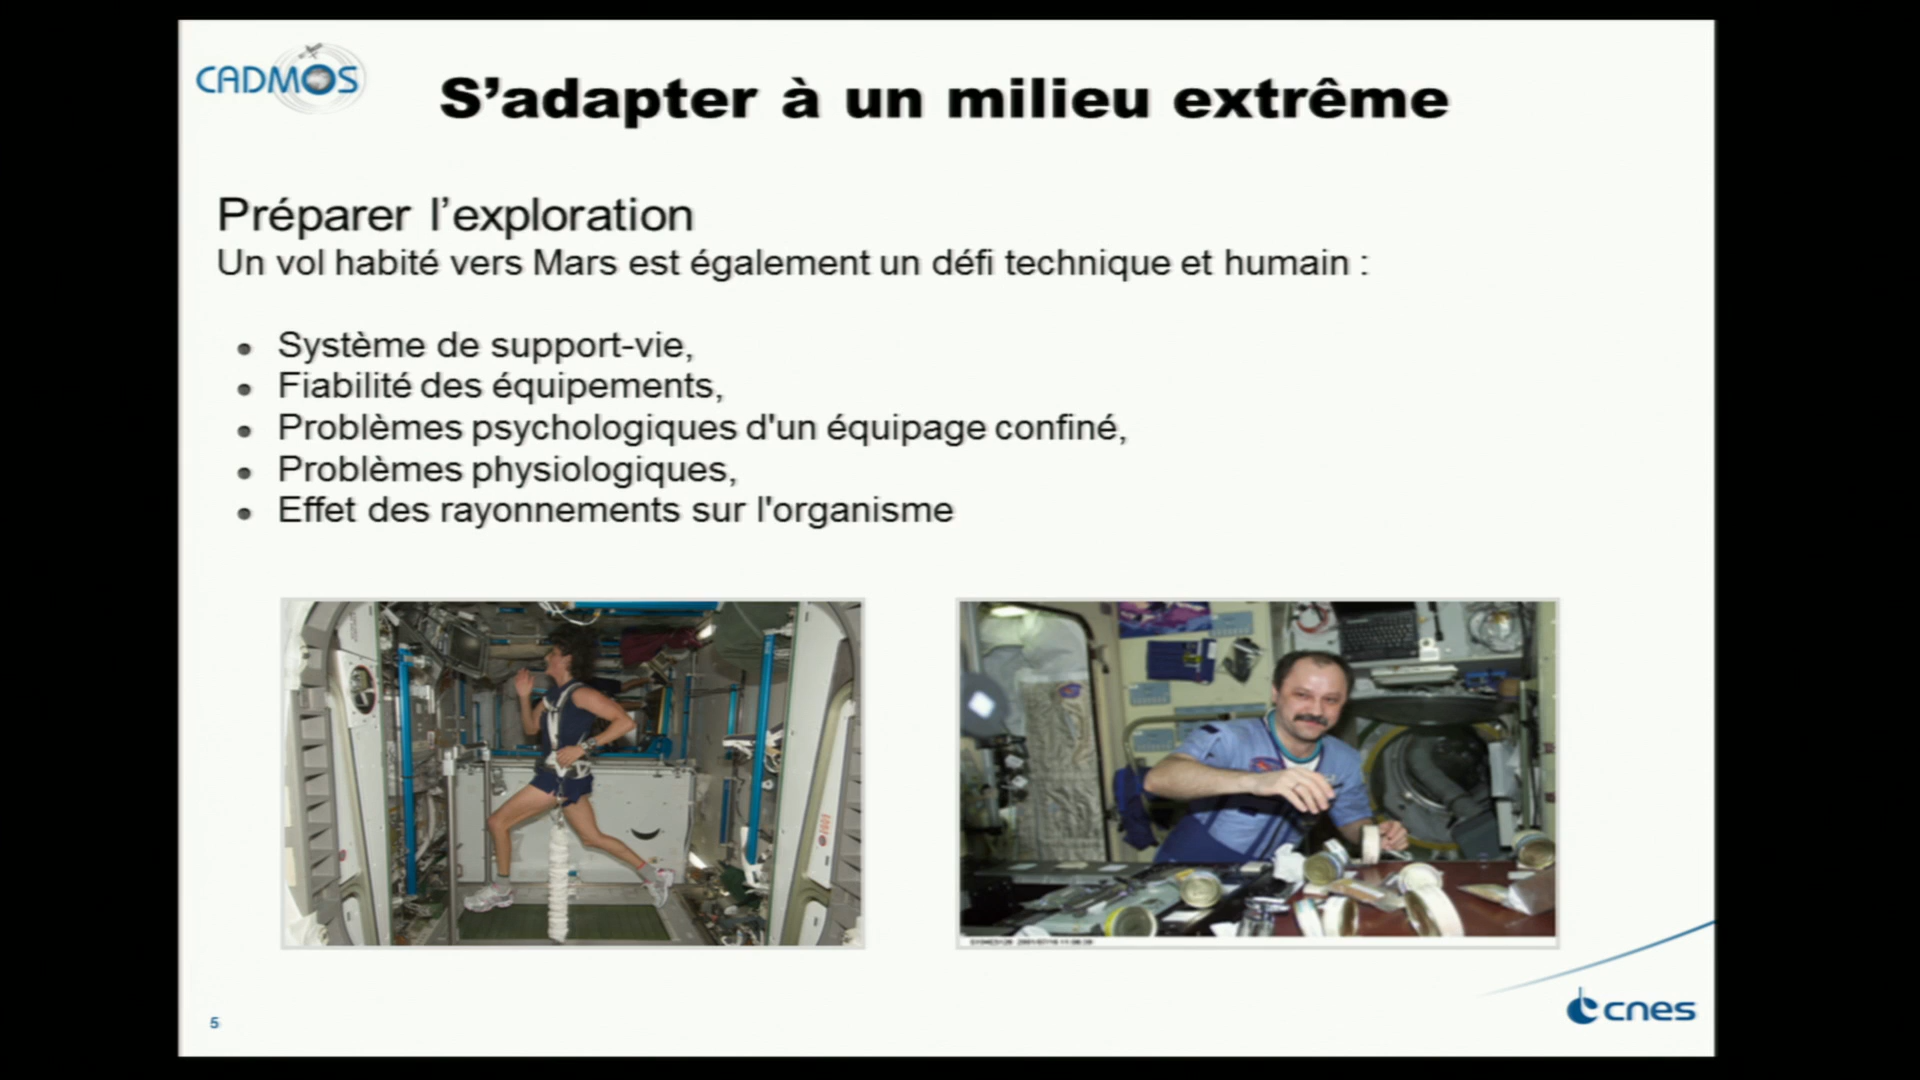 CADMOS
S’adapter à un milieu extrême
Préparer l’exploration
Un vol habité vers Mars est également un défi technique et humain :
Système de support-vie,
Fiabilité des équipements,
Problèmes psychologiques d'un équipage confiné,
Problèmes physiologiques,
Effet des rayonnements sur l'organisme
5
cnes